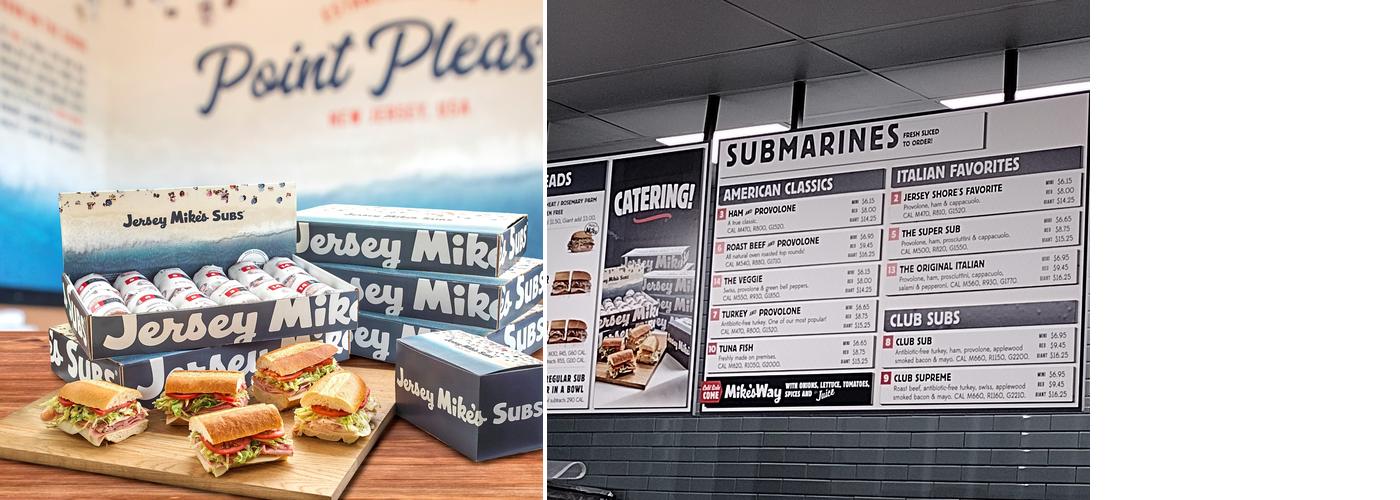 Point Pleas
NEW JERSEY, USA
Jersey Mike's Subs
Jersey Mike
Subs
Jersey Mik
Jersey
Subs
Jersey Mike's Subs
SUBMARINES
FRESH SLICED
TO ORDER!
EADS
CATERING!
AMERICAN CLASSICS
HAM AND PROVOLONE
A true classic.
CAL M470, R800, G1520.
MINI $6.15
REG $8.00
GIANT $14.25
6 ROAST BEEF AND PROVOLONE
All natural oven roasted top rounds!
CAL M540, R880, G1710.
MINI $6.95
REG $9.45
GIANT $16.25
THE VEGGIE
Swiss, provolone & green bell peppers.
CAL M550, R930, G1850.
MINI $6.15
REG $8.00
GIANT $14.25
7 TURKEY AND PROVOLONE
Antibiotic-free turkey. One of our most popular!
CAL M470, R800, G1520.
MINI $6.65
REG $8.75
GIANT $15.25
10 TUNA FISH
Freshly made on premises.
CAL M620, R1050, G2000.
MINI $6.65
REG $8.75
GIANT $15.25
COME
Mike's Way
WITH ONIONS, LETTUCE, TOMATOES,
SPICES AND Juice
ITALIAN FAVORITES
2 JERSEY SHORE'S FAVORITE
Provolone, ham & cappacuolo.
CAL M470, R810, G1520.
MINI $6.15
REG $8.00
GIANT $14.25
5 THE SUPER SUB
Provolone, ham, prosciuttini & cappacuolo.
CAL M500, R820, G1550.
MINI $6.65
REG $8.75
GIANT $15.25
13 THE ORIGINAL ITALIAN
Provolone, ham, prosciuttini, cappacuolo,
salami & pepperoni. CAL M560, R930, G1770.
MINI $6.95
REG $9.45
GIANT $16.25
CLUB SUBS
8 CLUB SUB
Antibiotic-free turkey, ham, provolone, applewood
smoked bacon & mayo. CAL M660, R1150, G2200.
MINI $6.95
REG $9.45
GIANT $16.25
9 CLUB SUPREME
Roast beef, antibiotic-free turkey, swiss, applewood
smoked bacon & mayo. CAL M660, R1160, G2210.
MINI $6.95
REG $9.45
GIANT $16.25